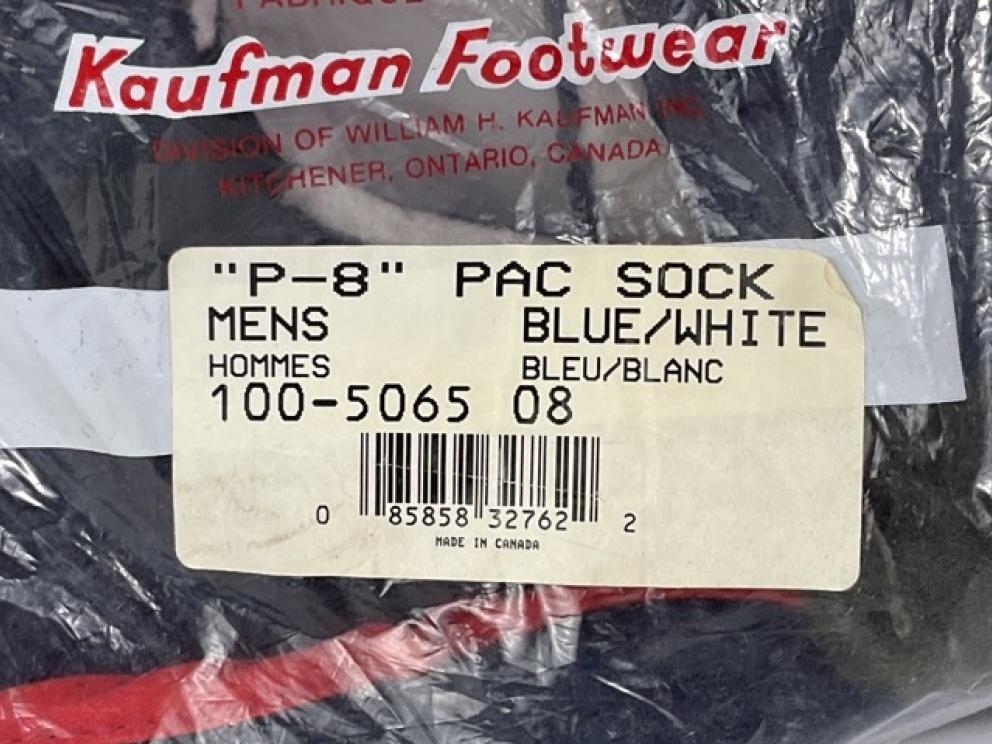 FABRIQUÉ
Kaufman Footwear
DIVISION OF WILLIAM H. KAUFMAN INC.
KITCHENER, ONTARIO, CANADA
"P-8" PAC SOCK
MENS BLUE/WHITE
HOMMES BLEU/BLANC
100-5065 08
0 85858 32762 2
MADE IN CANADA